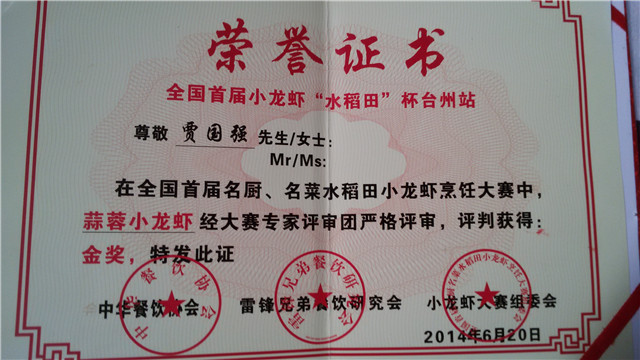 荣誉证书
全国首届小龙虾“水稻田”杯台州站
尊敬 贾国强 先生/女士:
Mr/Ms:
在全国首届名厨、名菜水稻田小龙虾烹饪大赛中,
蒜蓉小龙虾 经大赛专家评审团严格评审,评判获得:
金奖,特发此证
中华餐饮协会 雷锋兄弟餐饮研究会 小龙虾大赛组委会
2014年6月20日